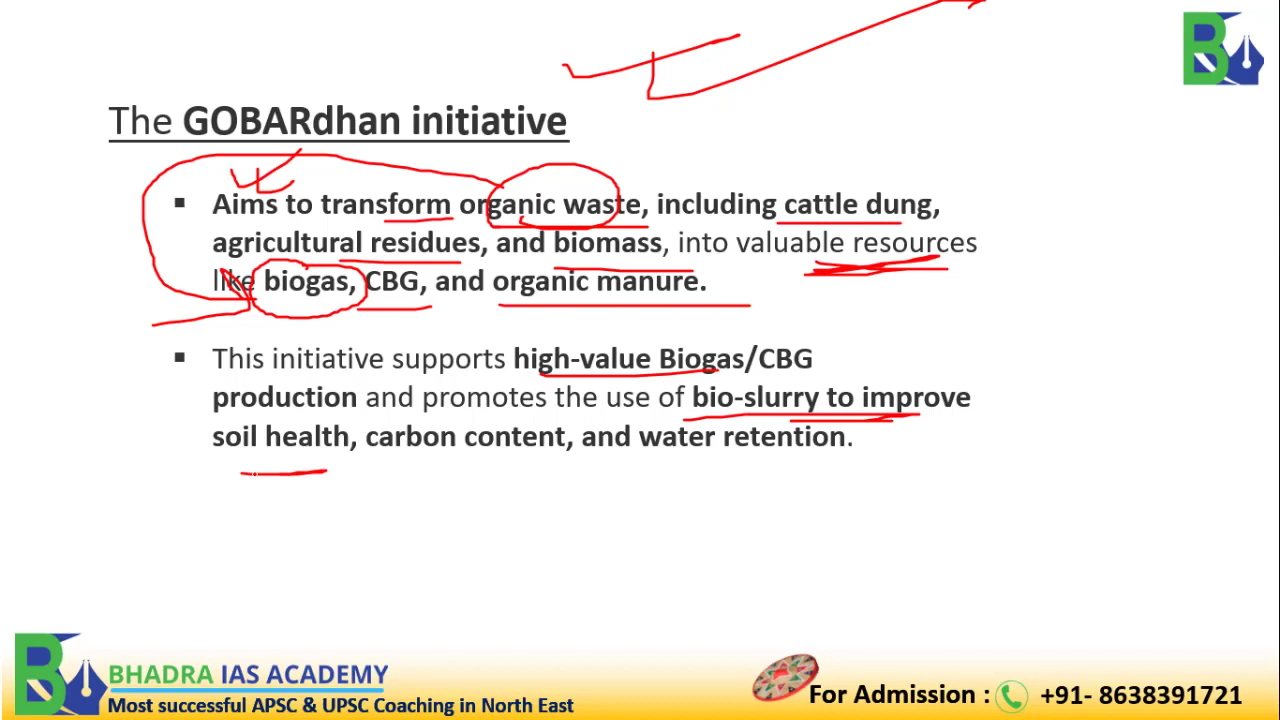 The GOBARdhan initiative
Aims to transform organic waste, including cattle dung,
agricultural residues, and biomass, into valuable resources
like biogas, CBG, and organic manure.
This initiative supports high-value Biogas/CBG
production and promotes the use of bio-slurry to improve
soil health, carbon content, and water retention.
BHADRA IAS ACADEMY
Most successful APSC & UPSC Coaching in North East
For Admission : +91- 8638391721